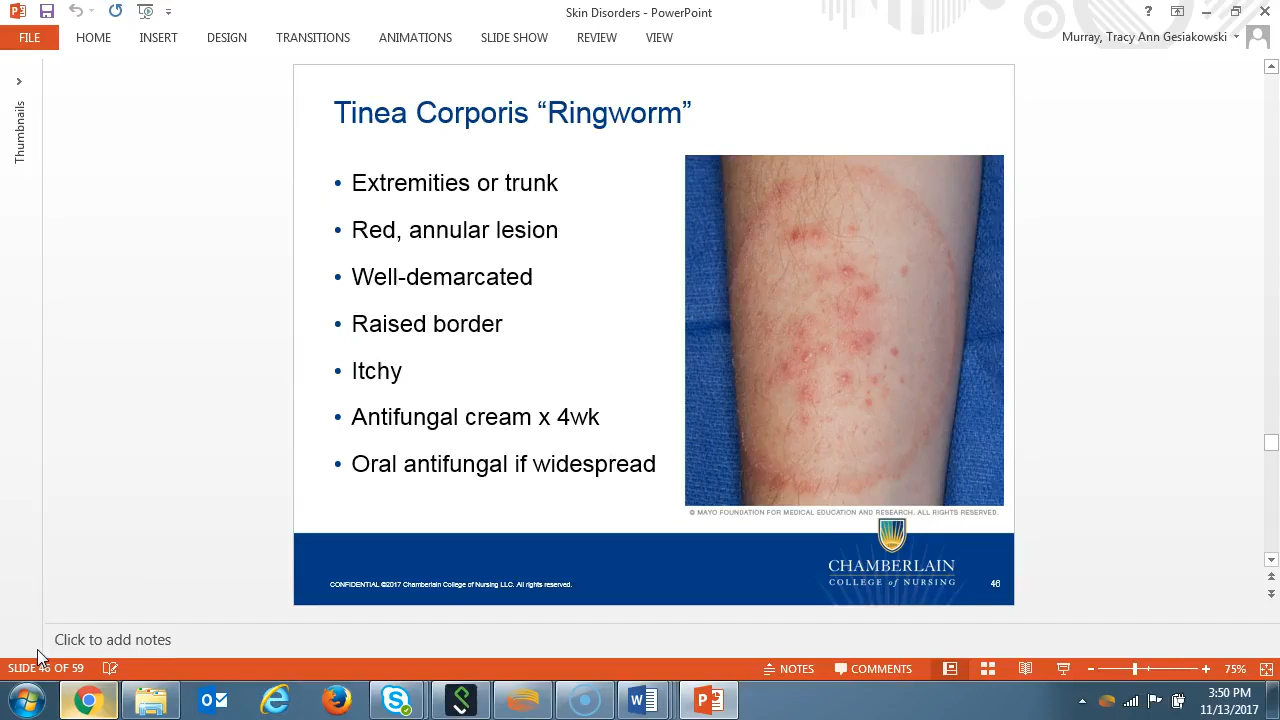 Skin Disorders - PowerPoint
FILE HOME INSERT DESIGN TRANSITIONS ANIMATIONS SLIDE SHOW REVIEW VIEW Murray, Tracy Ann Gesiakowski
Thumbnails
Tinea Corporis “Ringworm”
• Extremities or trunk
• Red, annular lesion
• Well-demarcated
• Raised border
• Itchy
• Antifungal cream x 4wk
• Oral antifungal if widespread
© MAYO FOUNDATION FOR MEDICAL EDUCATION AND RESEARCH. ALL RIGHTS RESERVED.
CHAMBERLAIN
COLLEGE of NURSING
CONFIDENTIAL ©2017 Chamberlain College of Nursing LLC. All rights reserved.
46
Click to add notes
SLIDE 46 OF 59 NOTES COMMENTS 75%
3:50 PM
11/13/2017